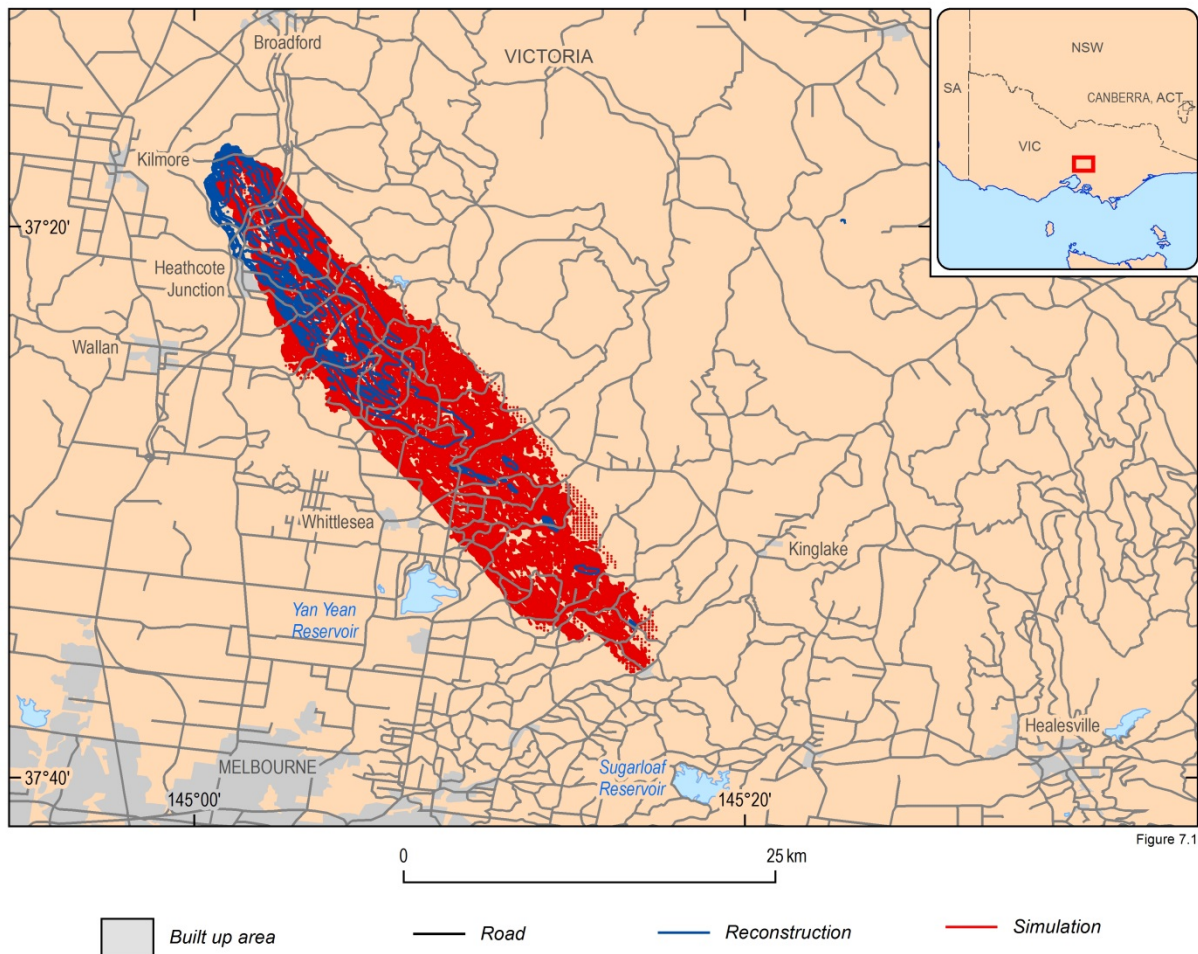 Broadford
VICTORIA
NSW
SA
CANBERRA, ACT
VIC
Kilmore
37°20'
Heathcote
Junction
Wallan
Whittlesea
Kinglake
Yan Yean
Reservoir
Healesville
Sugarloaf
Reservoir
MELBOURNE
37°40'
145°00'
145°20'
Figure 7.1
0
25 km
Built up area
Road
Reconstruction
Simulation